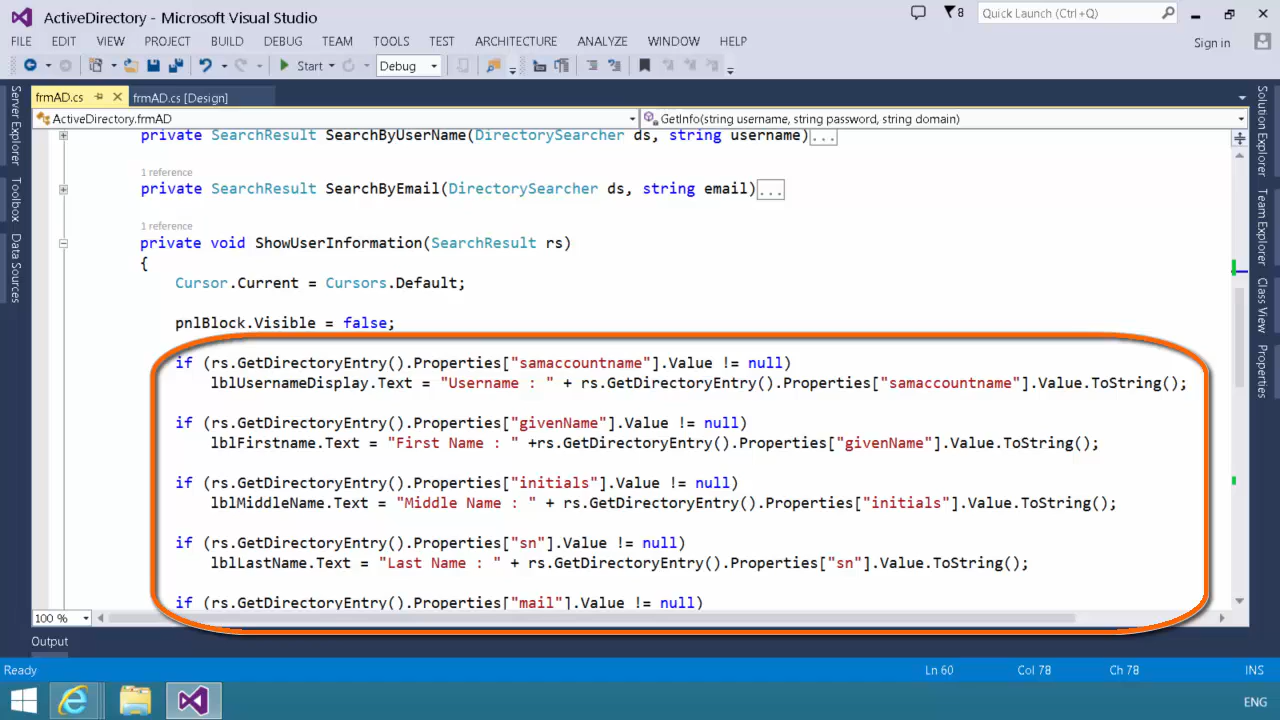 ActiveDirectory - Microsoft Visual Studio
8
Quick Launch (Ctrl+Q)
FILE EDIT VIEW PROJECT BUILD DEBUG TEAM TOOLS TEST ARCHITECTURE ANALYZE WINDOW HELP
Sign in
Start
Debug
frmAD.cs
frmAD.cs [Design]
ActiveDirectory.frmAD
GetInfo(string username, string password, string domain)
Server Explorer
Toolbox
Data Sources
private SearchResult SearchByUserName(DirectorySearcher ds, string username)...
1 reference
private SearchResult SearchByEmail(DirectorySearcher ds, string email)...
1 reference
private void ShowUserInformation(SearchResult rs)
{
Cursor.Current = Cursors.Default;
pnlBlock.Visible = false;
if (rs.GetDirectoryEntry().Properties["samaccountname"].Value != null)
lblUsernameDisplay.Text = "Username : " + rs.GetDirectoryEntry().Properties["samaccountname"].Value.ToString();
if (rs.GetDirectoryEntry().Properties["givenName"].Value != null)
lblFirstname.Text = "First Name : " +rs.GetDirectoryEntry().Properties["givenName"].Value.ToString();
if (rs.GetDirectoryEntry().Properties["initials"].Value != null)
lblMiddleName.Text = "Middle Name : " + rs.GetDirectoryEntry().Properties["initials"].Value.ToString();
if (rs.GetDirectoryEntry().Properties["sn"].Value != null)
lblLastName.Text = "Last Name : " + rs.GetDirectoryEntry().Properties["sn"].Value.ToString();
if (rs.GetDirectoryEntry().Properties["mail"].Value != null)
Solution Explorer
Team Explorer
Class View
Properties
100 %
Output
Ready
Ln 60
Col 78
Ch 78
INS
ENG